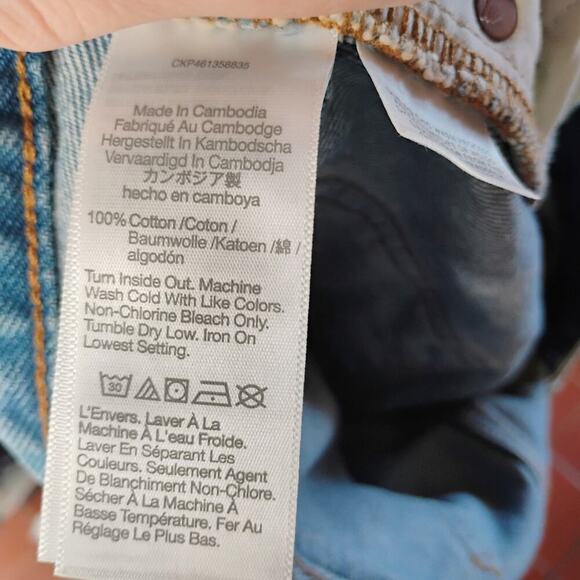 CKP461358835
Made In Cambodia
Fabriqué Au Cambodge
Hergestellt In Kambodscha
Vervaardigd In Cambodja
カンボジア製
hecho en camboya
100% Cotton /Coton /
Baumwolle /Katoen /綿 /
algodón
Turn Inside Out. Machine
Wash Cold With Like Colors.
Non-Chlorine Bleach Only.
Tumble Dry Low. Iron On
Lowest Setting.
30
L'Envers. Laver À La
Machine À L'eau Froide.
Laver En Séparant Les
Couleurs. Seulement Agent
De Blanchiment Non-Chlore.
Sécher À La Machine À
Basse Température. Fer Au
Réglage Le Plus Bas.